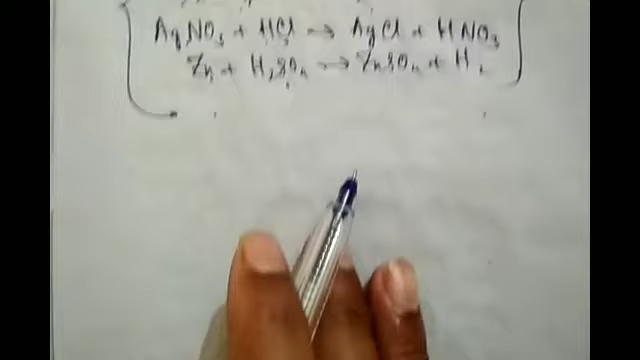 AgNO₃ + HCl → AgCl + HNO₃
Zn + H₂SO₄ → ZnSO₄ + H₂